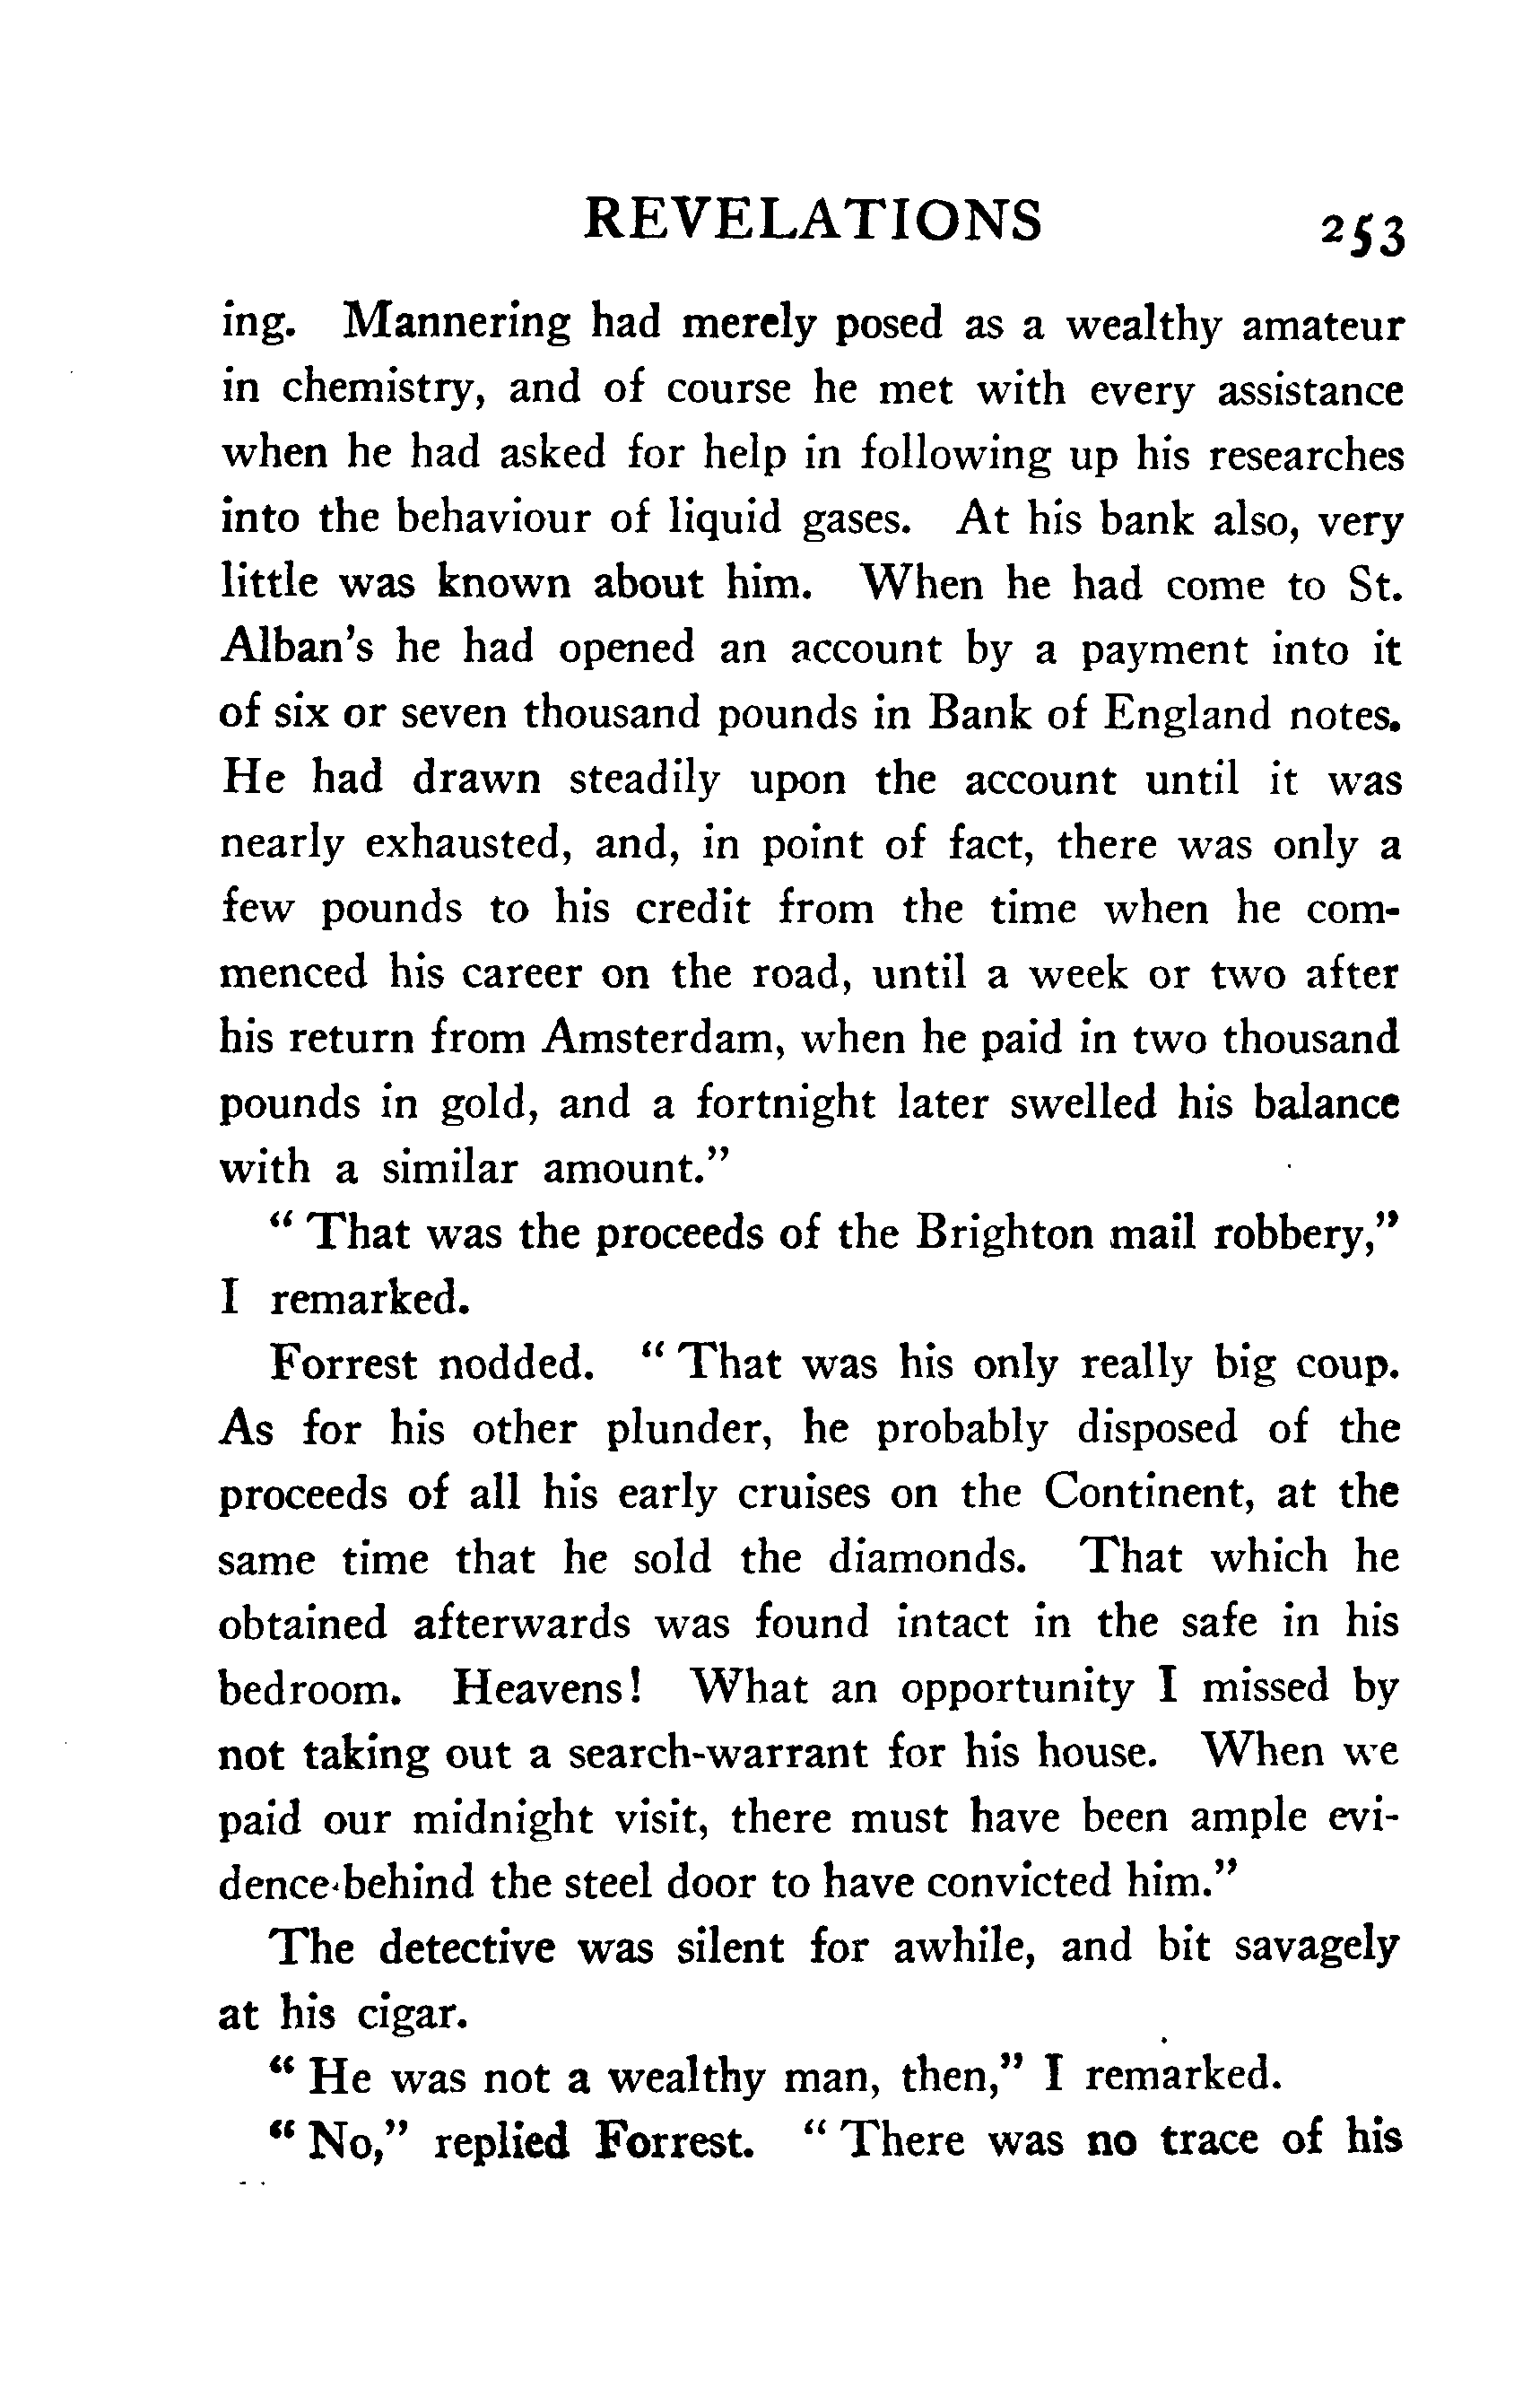 REVELATIONS 253
ing. Mannering had merely posed as a wealthy amateur
in chemistry, and of course he met with every assistance
when he had asked for help in following up his researches
into the behaviour of liquid gases. At his bank also, very
little was known about him. When he had come to St.
Alban's he had opened an account by a payment into it
of six or seven thousand pounds in Bank of England notes.
He had drawn steadily upon the account until it was
nearly exhausted, and, in point of fact, there was only a
few pounds to his credit from the time when he com-
menced his career on the road, until a week or two after
his return from Amsterdam, when he paid in two thousand
pounds in gold, and a fortnight later swelled his balance
with a similar amount."
" That was the proceeds of the Brighton mail robbery,"
I remarked.
Forrest nodded. " That was his only really big coup.
As for his other plunder, he probably disposed of the
proceeds of all his early cruises on the Continent, at the
same time that he sold the diamonds. That which he
obtained afterwards was found intact in the safe in his
bedroom. Heavens! What an opportunity I missed by
not taking out a search-warrant for his house. When we
paid our midnight visit, there must have been ample evi-
dence behind the steel door to have convicted him."
The detective was silent for awhile, and bit savagely
at his cigar.
" He was not a wealthy man, then," I remarked.
" No," replied Forrest. " There was no trace of his